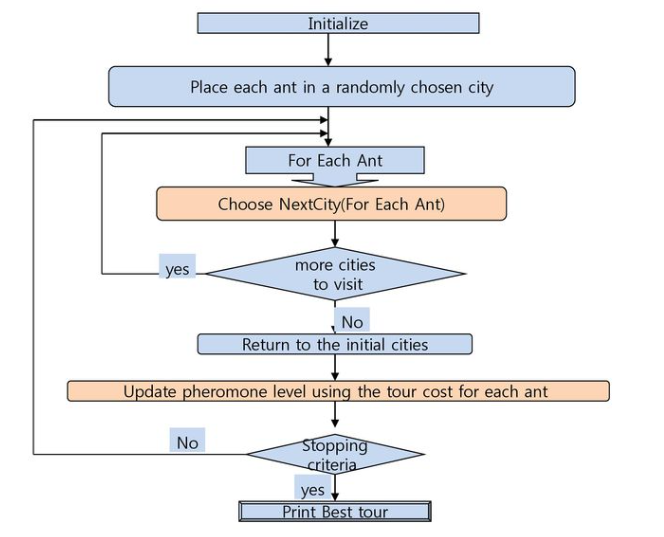 Initialize
Place each ant in a randomly chosen city
For Each Ant
Choose NextCity(For Each Ant)
more cities
to visit
yes
No
Return to the initial cities
Update pheromone level using the tour cost for each ant
Stopping
criteria
No
yes
Print Best tour